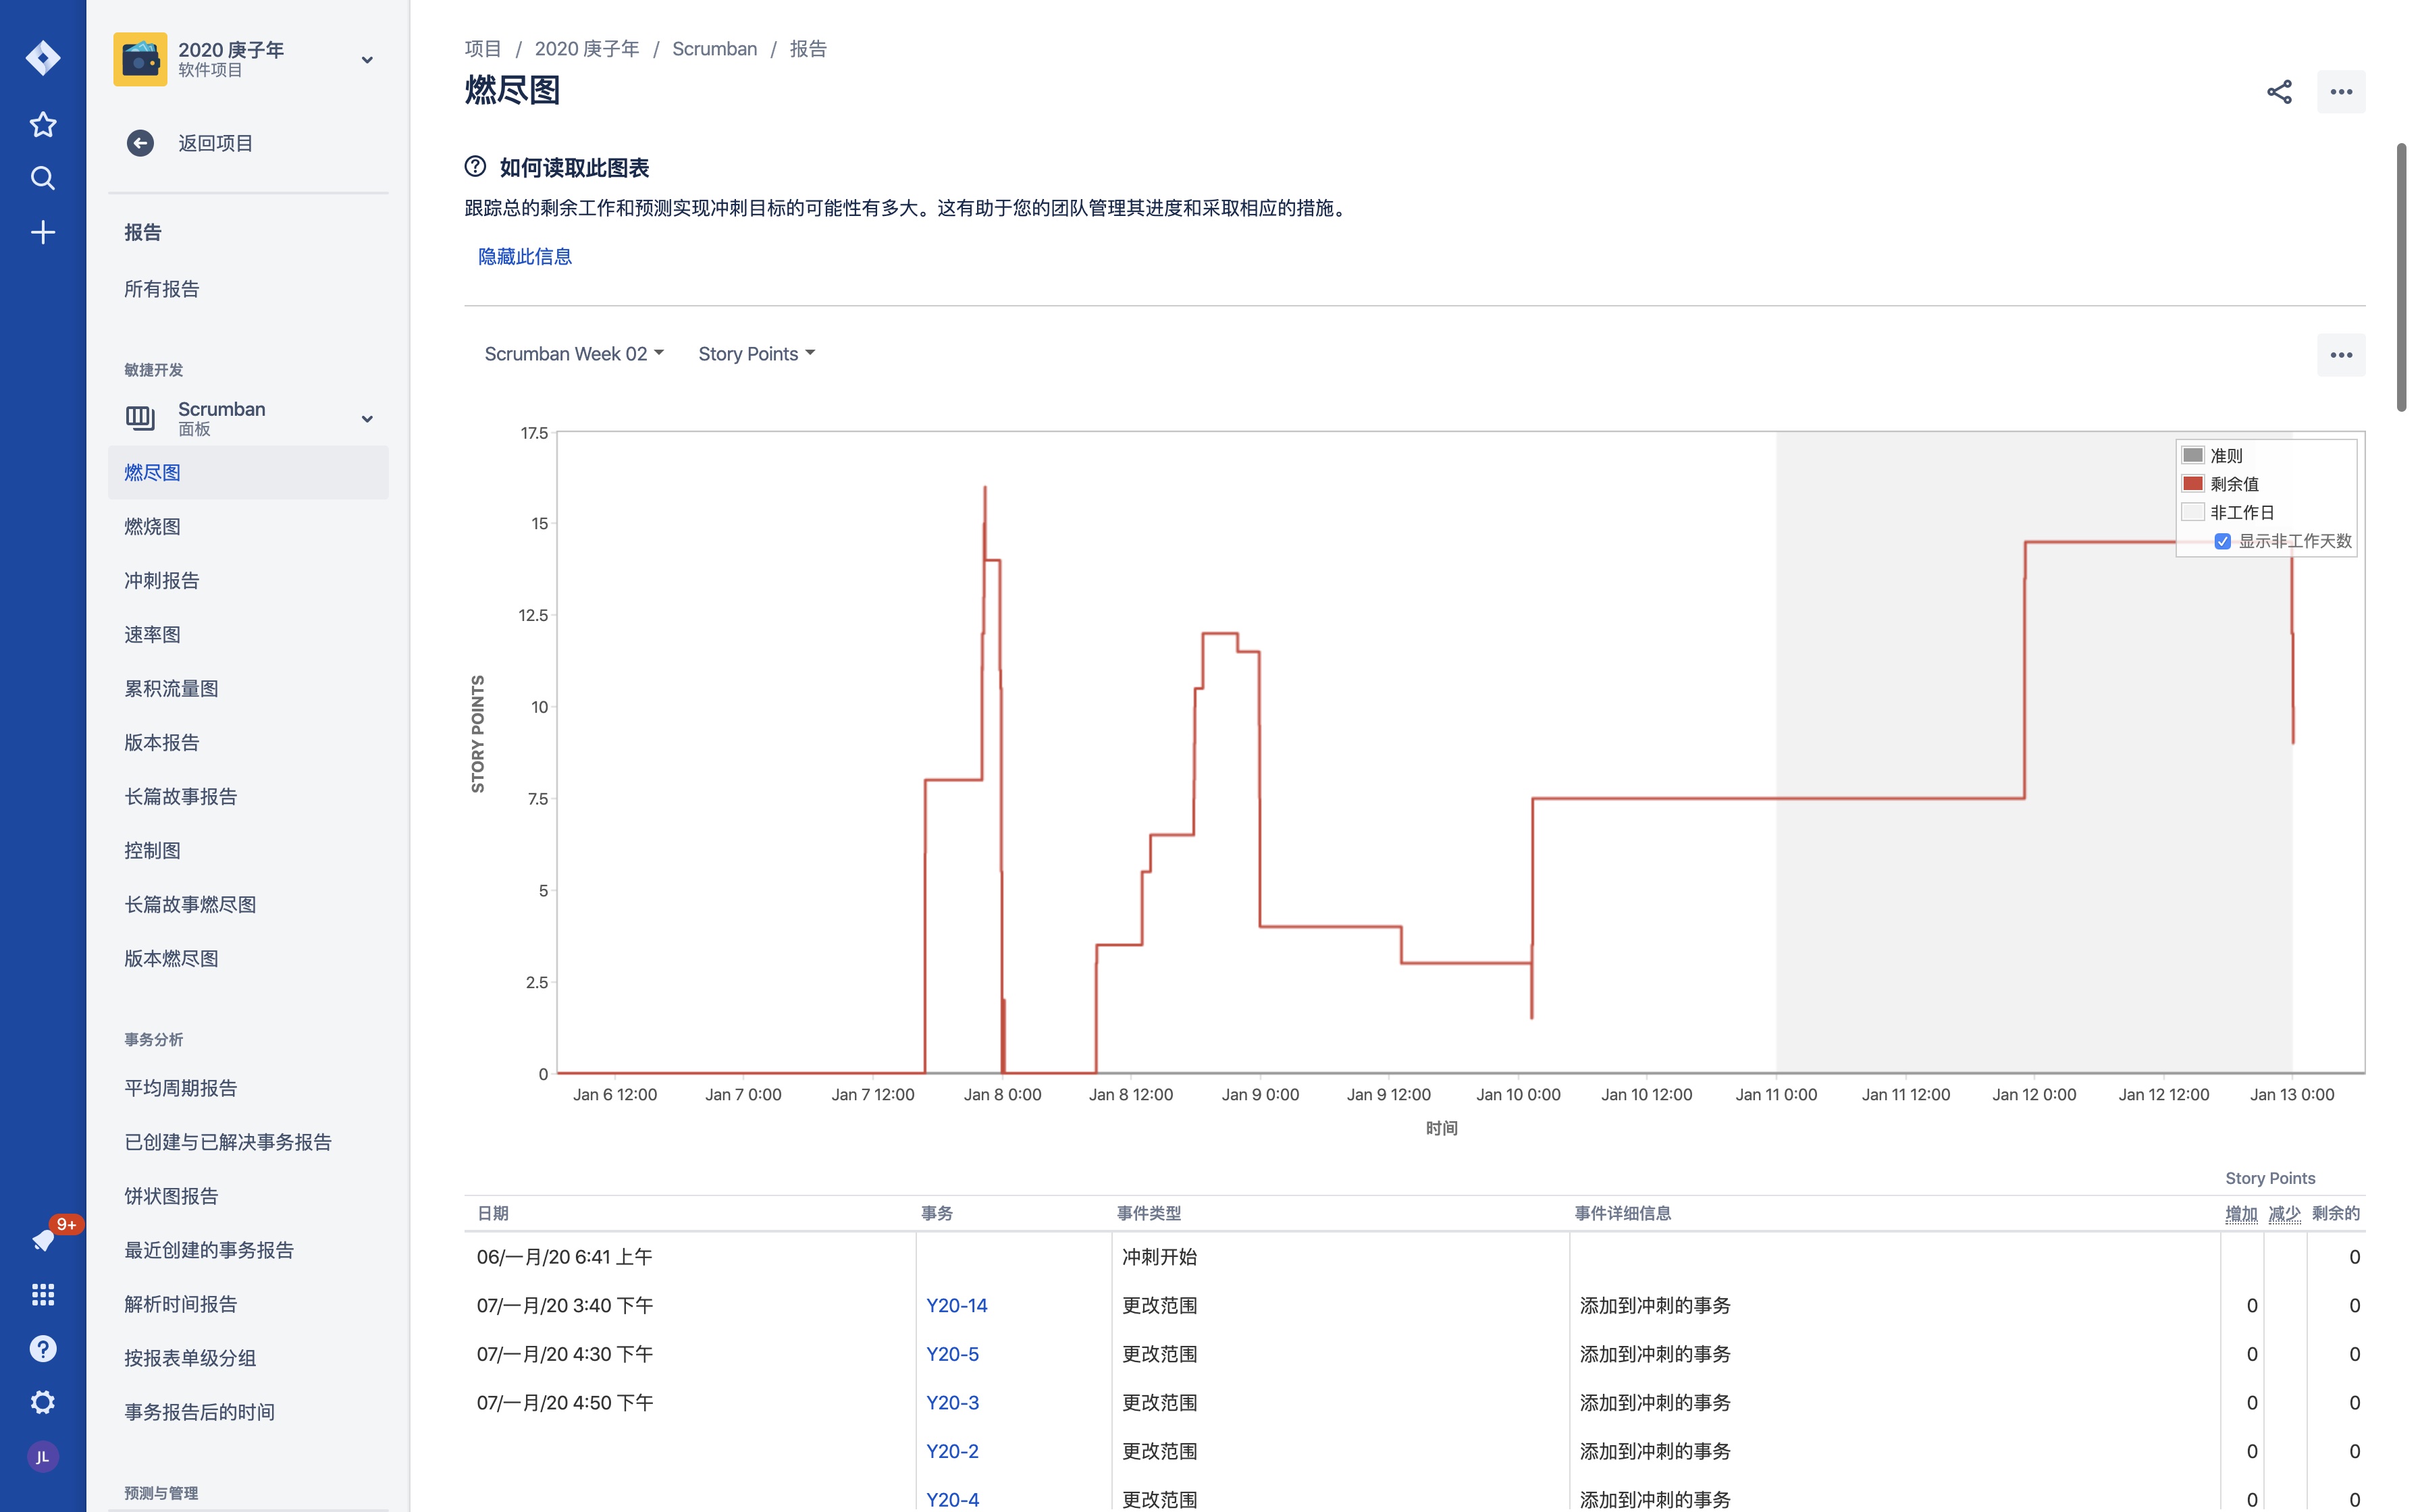 2020 庚子年
软件项目
返回项目
报告
所有报告
敏捷开发
Scrumban
面板
燃尽图
燃烧图
冲刺报告
速率图
累积流量图
版本报告
长篇故事报告
控制图
长篇故事燃尽图
版本燃尽图
事务分析
平均周期报告
已创建与已解决事务报告
饼状图报告
最近创建的事务报告
解析时间报告
按报表单级分组
事务报告后的时间
预测与管理
9+
JL
项目 / 2020 庚子年 / Scrumban / 报告
燃尽图
如何读取此图表
跟踪总的剩余工作和预测实现冲刺目标的可能性有多大。这有助于您的团队管理其进度和采取相应的措施。
隐藏此信息
Scrumban Week 02 Story Points
准则
剩余值
非工作日
显示非工作天数
STORY POINTS
17.5
15
12.5
10
7.5
5
2.5
0
Jan 6 12:00 Jan 7 0:00 Jan 7 12:00 Jan 8 0:00 Jan 8 12:00 Jan 9 0:00 Jan 9 12:00 Jan 10 0:00 Jan 10 12:00 Jan 11 0:00 Jan 11 12:00 Jan 12 0:00 Jan 12 12:00 Jan 13 0:00
时间
Story Points
日期 事务 事件类型 事件详细信息 增加 减少 剩余的
06/一月/20 6:41 上午 冲刺开始 0
07/一月/20 3:40 下午 Y20-14 更改范围 添加到冲刺的事务 0 0
07/一月/20 4:30 下午 Y20-5 更改范围 添加到冲刺的事务 0 0
07/一月/20 4:50 下午 Y20-3 更改范围 添加到冲刺的事务 0 0
Y20-2 更改范围 添加到冲刺的事务 0 0
Y20-4 更改范围 添加到冲刺的事务 0 0